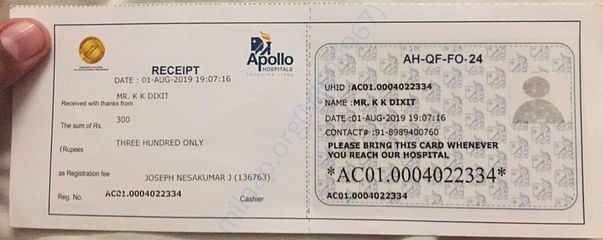 Apollo
HOSPITALS
TOUCHING LIVES
RECEIPT
DATE : 01-AUG-2019 19:07:16
MR. K K DIXIT
Received with thanks from
300
The sum of Rs.
THREE HUNDRED ONLY
(Rupees
as Registration fee JOSEPH NESAKUMAR J (136763)
Reg. No. AC01.0004022334 Cashier
AH-QF-FO-24
UHID :AC01.0004022334
NAME :MR. K K DIXIT
DATE :01-AUG-2019 19:07:16
CONTACT# :91-8989400760
PLEASE BRING THIS CARD WHENEVER
YOU REACH OUR HOSPITAL
*AC01.0004022334*
AC01.0004022334